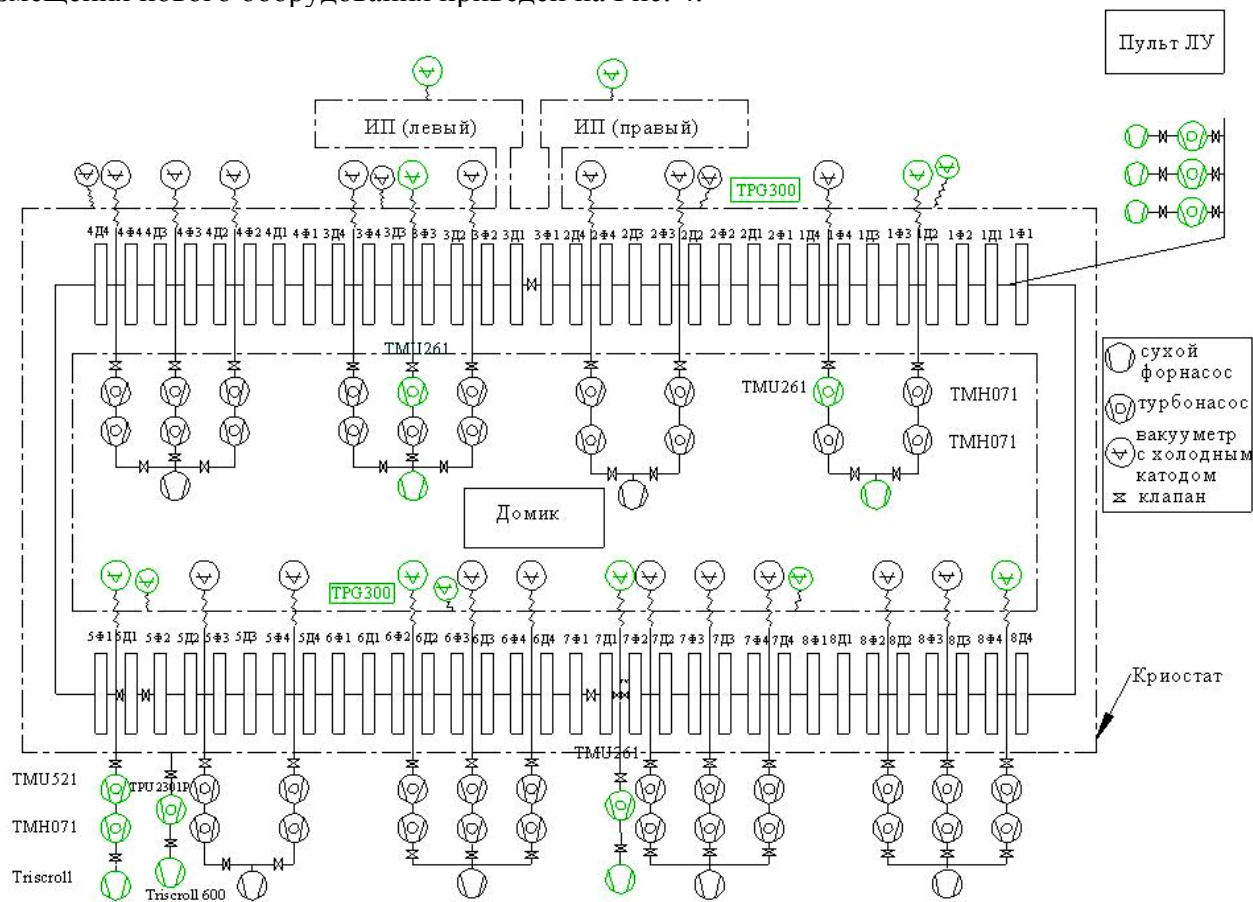 змещения нового оборудования приведен на Рис. 4.
Пульт ЛУ
ИП (левый)
ИП (правый)
TPG300
4Д4 4Ф4 4Д3 4Ф3 4Д2 4Ф2 4Д1 4Ф1 3Д4 3Ф4 3Д3 3Ф3 3Д2 3Ф2 3Д1 3Ф1 2Д4 2Ф4 2Д3 2Ф3 2Д2 2Ф2 2Д1 2Ф1 1Д4 1Ф4 1Д3 1Ф3 1Д2 1Ф2 1Д1 1Ф1
TMU261
TMU261
TMH071
TMH071
сухой
форнасос
турбонасос
вакууметр
с холодным
катодом
клапан
Домик
TPG300
5Ф1 5Д1 5Ф2 5Д2 5Ф3 5Д3 5Ф4 5Д4 6Ф1 6Д1 6Ф2 6Д2 6Ф3 6Д3 6Ф4 6Д4 7Ф1 7Д1 7Ф2 7Д2 7Ф3 7Д3 7Ф4 7Д4 8Ф1 8Д1 8Ф2 8Д2 8Ф3 8Д3 8Ф4 8Д4
Криостат
TMU261
TMU521
TPU2301P
TMH071
Triscroll
Triscroll 600